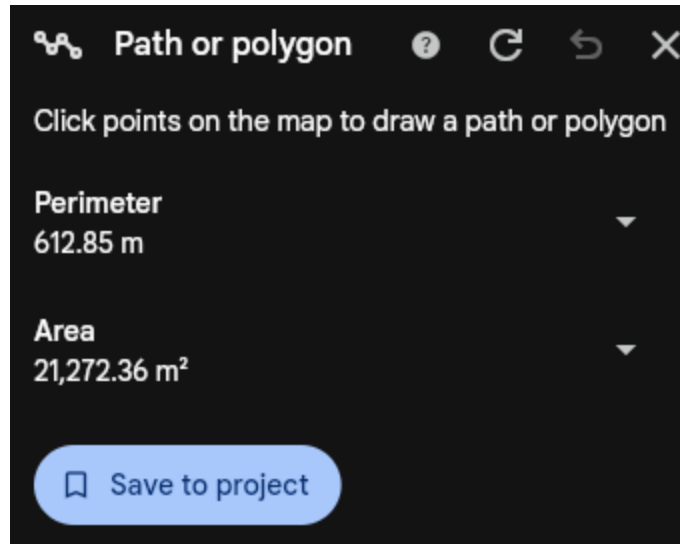 Path or polygon
Click points on the map to draw a path or polygon
Perimeter
612.85 m
Area
21,272.36 m²
Save to project